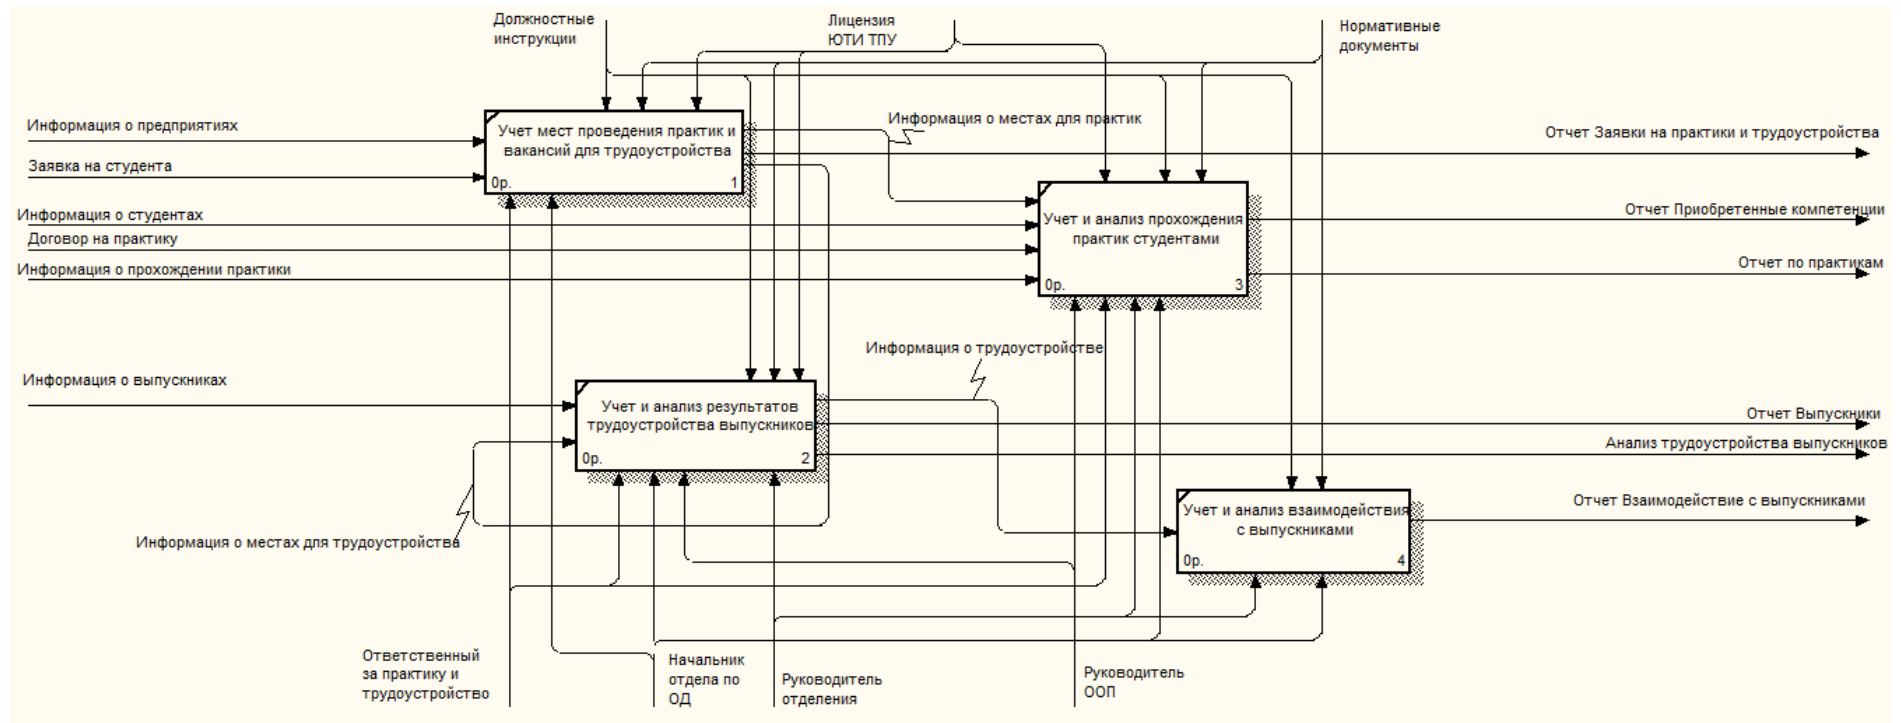 Должностные
инструкции
Лицензия
ЮТИ ТПУ
Нормативные
документы
Информация о предприятиях
Заявка на студента
Учет мест проведения практик и
вакансий для трудоустройства
0р. 1
Информация о местах для практик
Отчет Заявки на практики и трудоустройства
Информация о студентах
Договор на практику
Информация о прохождении практики
Учет и анализ прохождения
практик студентами
0р. 3
Отчет Приобретенные компетенции
Отчет по практикам
Информация о трудоустройстве
Информация о выпускниках
Учет и анализ результатов
трудоустройства выпускников
0р. 2
Отчет Выпускники
Анализ трудоустройства выпускников
Информация о местах для трудоустройства
Учет и анализ взаимодействия
с выпускниками
0р. 4
Отчет Взаимодействие с выпускниками
Ответственный
за практику и
трудоустройство
Начальник
отдела по
ОД
Руководитель
отделения
Руководитель
ООП